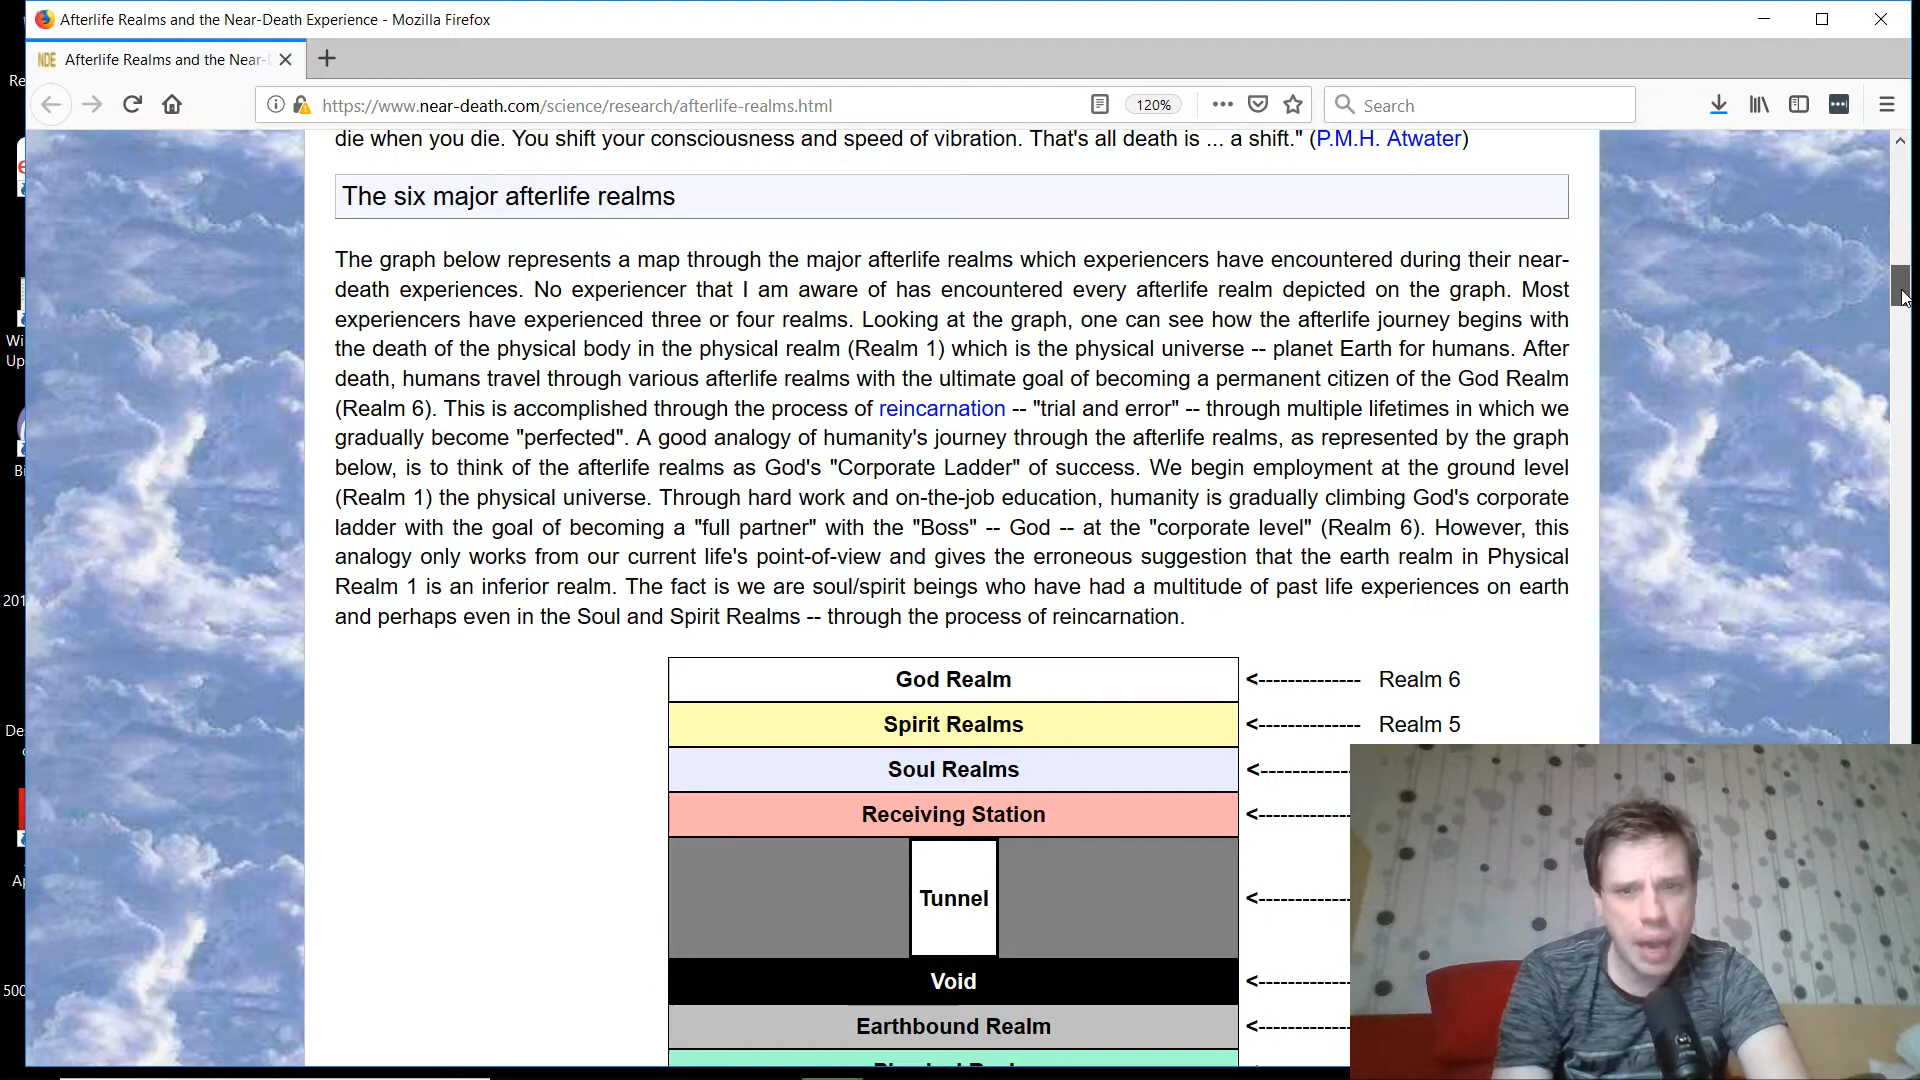 Afterlife Realms and the Near-Death Experience - Mozilla Firefox
NDE Afterlife Realms and the Near-
https://www.near-death.com/science/research/afterlife-realms.html
120%
Search
die when you die. You shift your consciousness and speed of vibration. That's all death is ... a shift." (P.M.H. Atwater)
The six major afterlife realms
The graph below represents a map through the major afterlife realms which experiencers have encountered during their near-
death experiences. No experiencer that I am aware of has encountered every afterlife realm depicted on the graph. Most
experiencers have experienced three or four realms. Looking at the graph, one can see how the afterlife journey begins with
the death of the physical body in the physical realm (Realm 1) which is the physical universe -- planet Earth for humans. After
death, humans travel through various afterlife realms with the ultimate goal of becoming a permanent citizen of the God Realm
(Realm 6). This is accomplished through the process of reincarnation -- "trial and error" -- through multiple lifetimes in which we
gradually become "perfected". A good analogy of humanity's journey through the afterlife realms, as represented by the graph
below, is to think of the afterlife realms as God's "Corporate Ladder" of success. We begin employment at the ground level
(Realm 1) the physical universe. Through hard work and on-the-job education, humanity is gradually climbing God's corporate
ladder with the goal of becoming a "full partner" with the "Boss" -- God -- at the "corporate level" (Realm 6). However, this
analogy only works from our current life's point-of-view and gives the erroneous suggestion that the earth realm in Physical
Realm 1 is an inferior realm. The fact is we are soul/spirit beings who have had a multitude of past life experiences on earth
and perhaps even in the Soul and Spirit Realms -- through the process of reincarnation.
God Realm <-------------- Realm 6
Spirit Realms <-------------- Realm 5
Soul Realms
Receiving Station
Tunnel
Void
Earthbound Realm
Re
Wi
Up
Bi
201
De
Ap
500